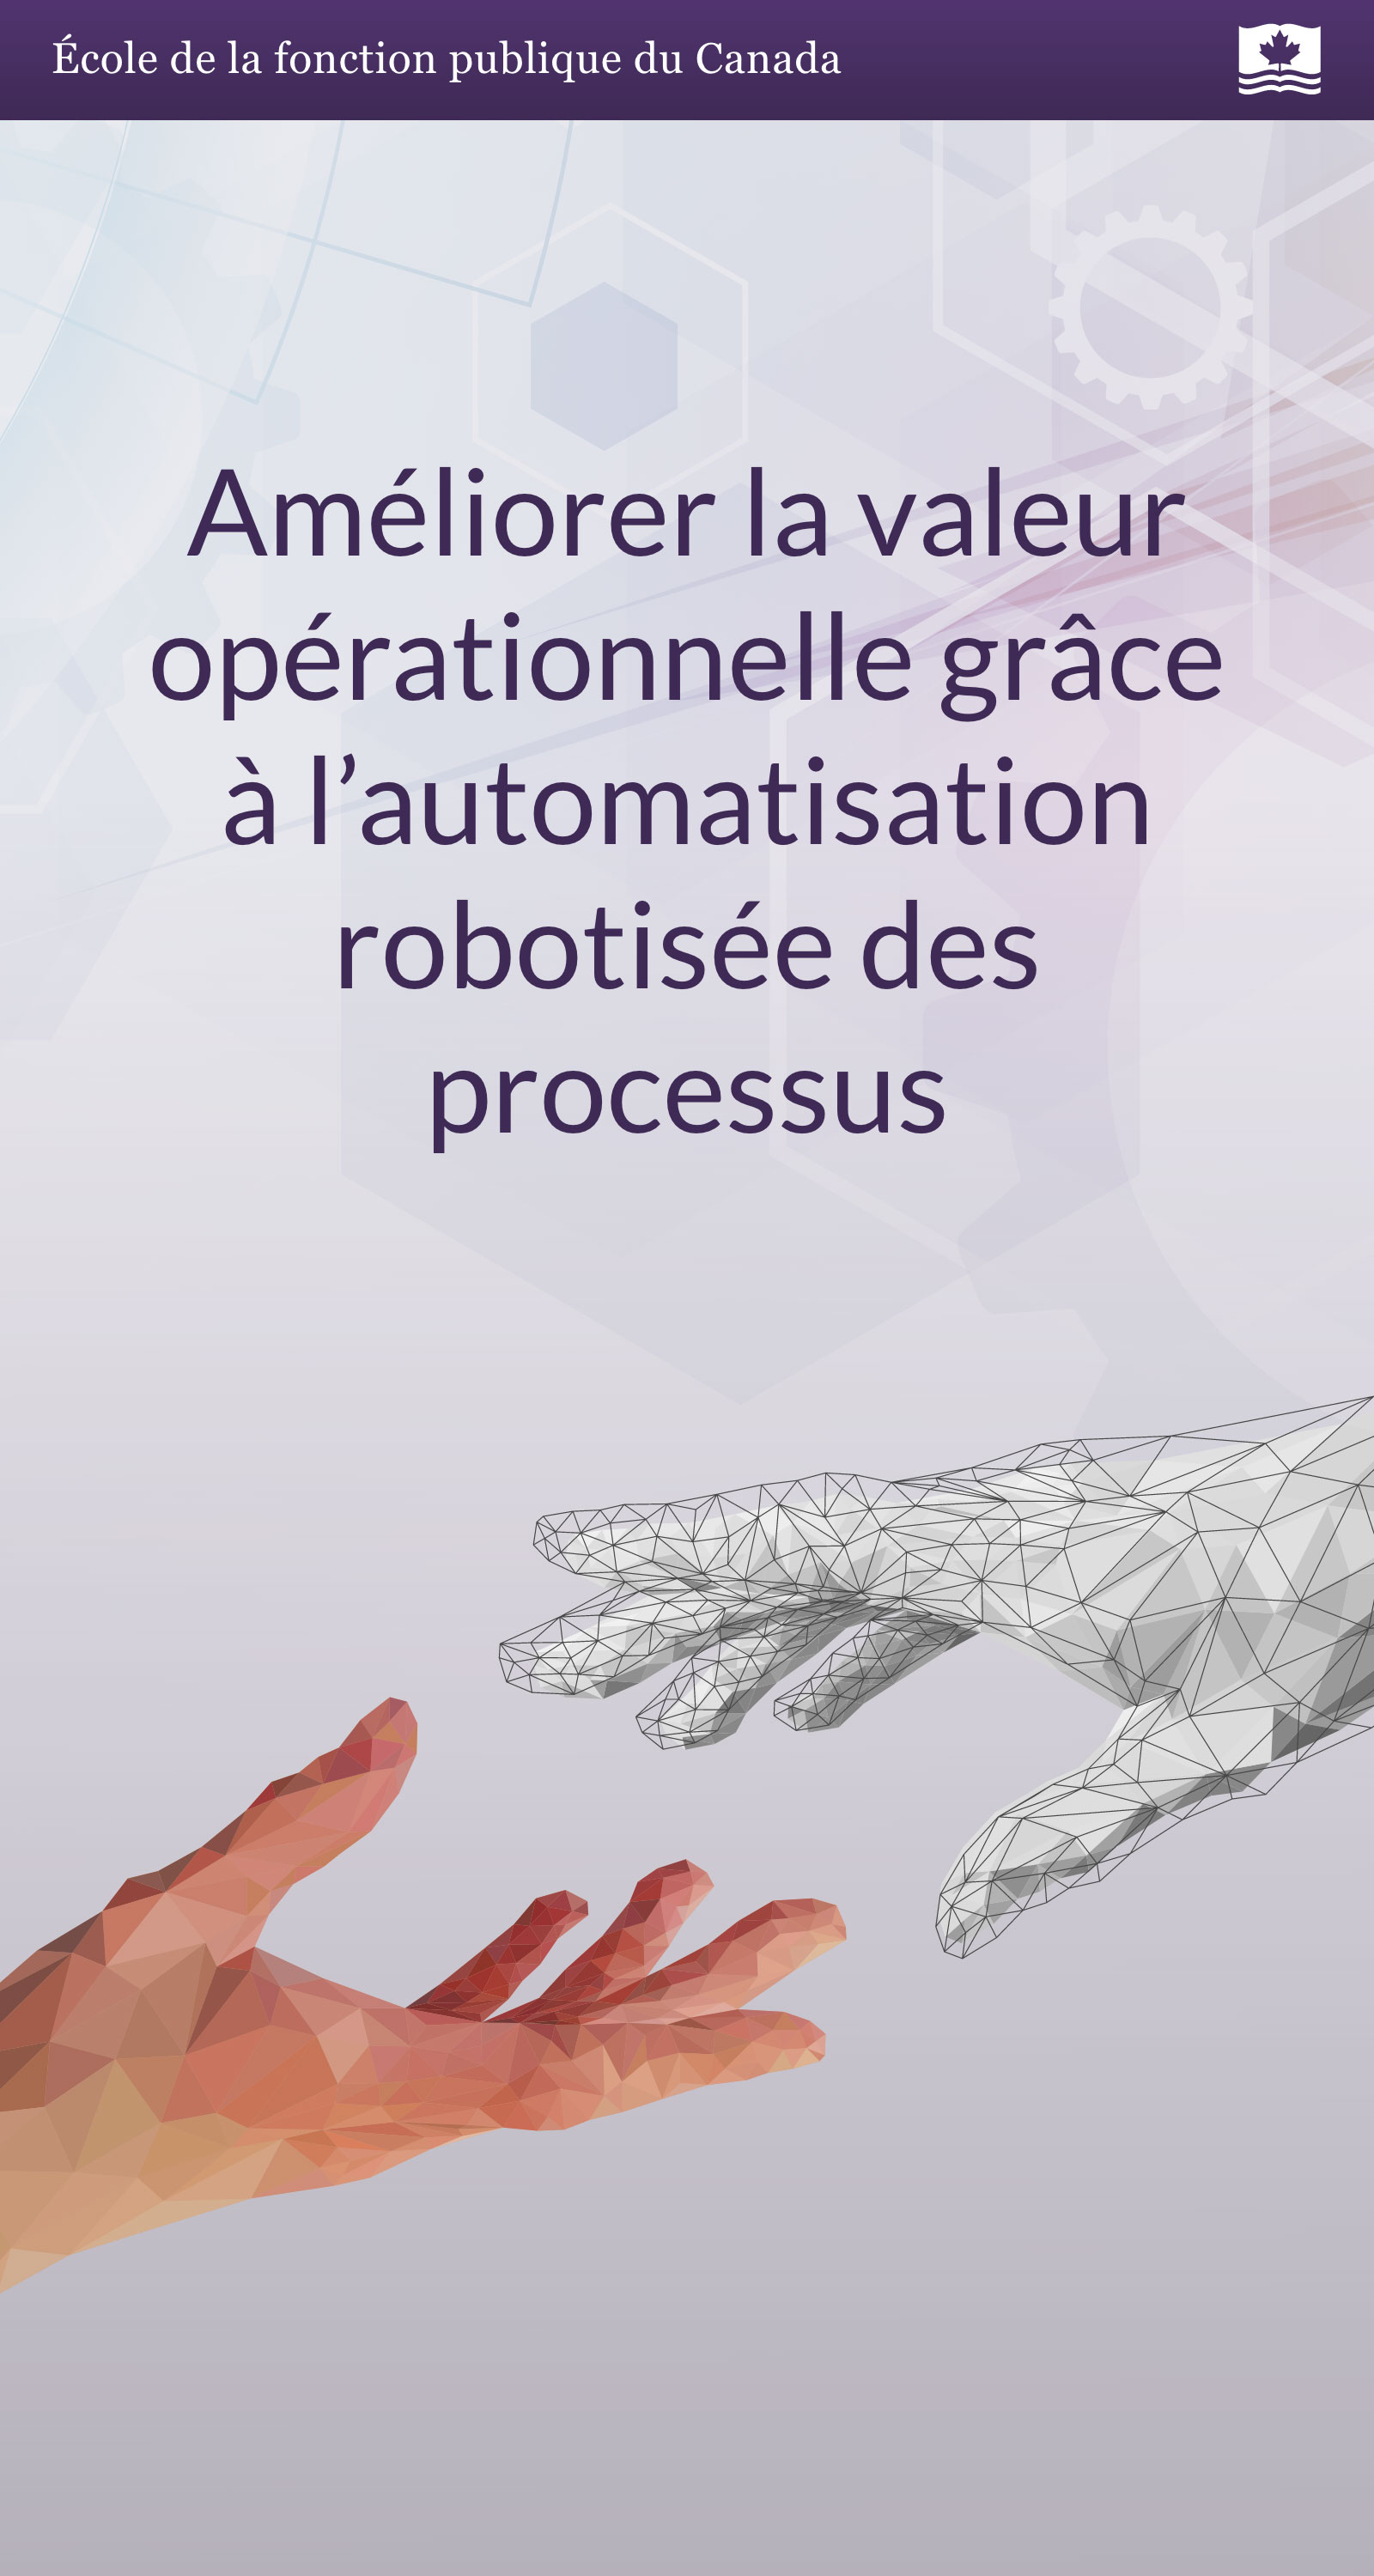 École de la fonction publique du Canada
Améliorer la valeur
opérationnelle grâce
à l’automatisation
robotisée des
processus